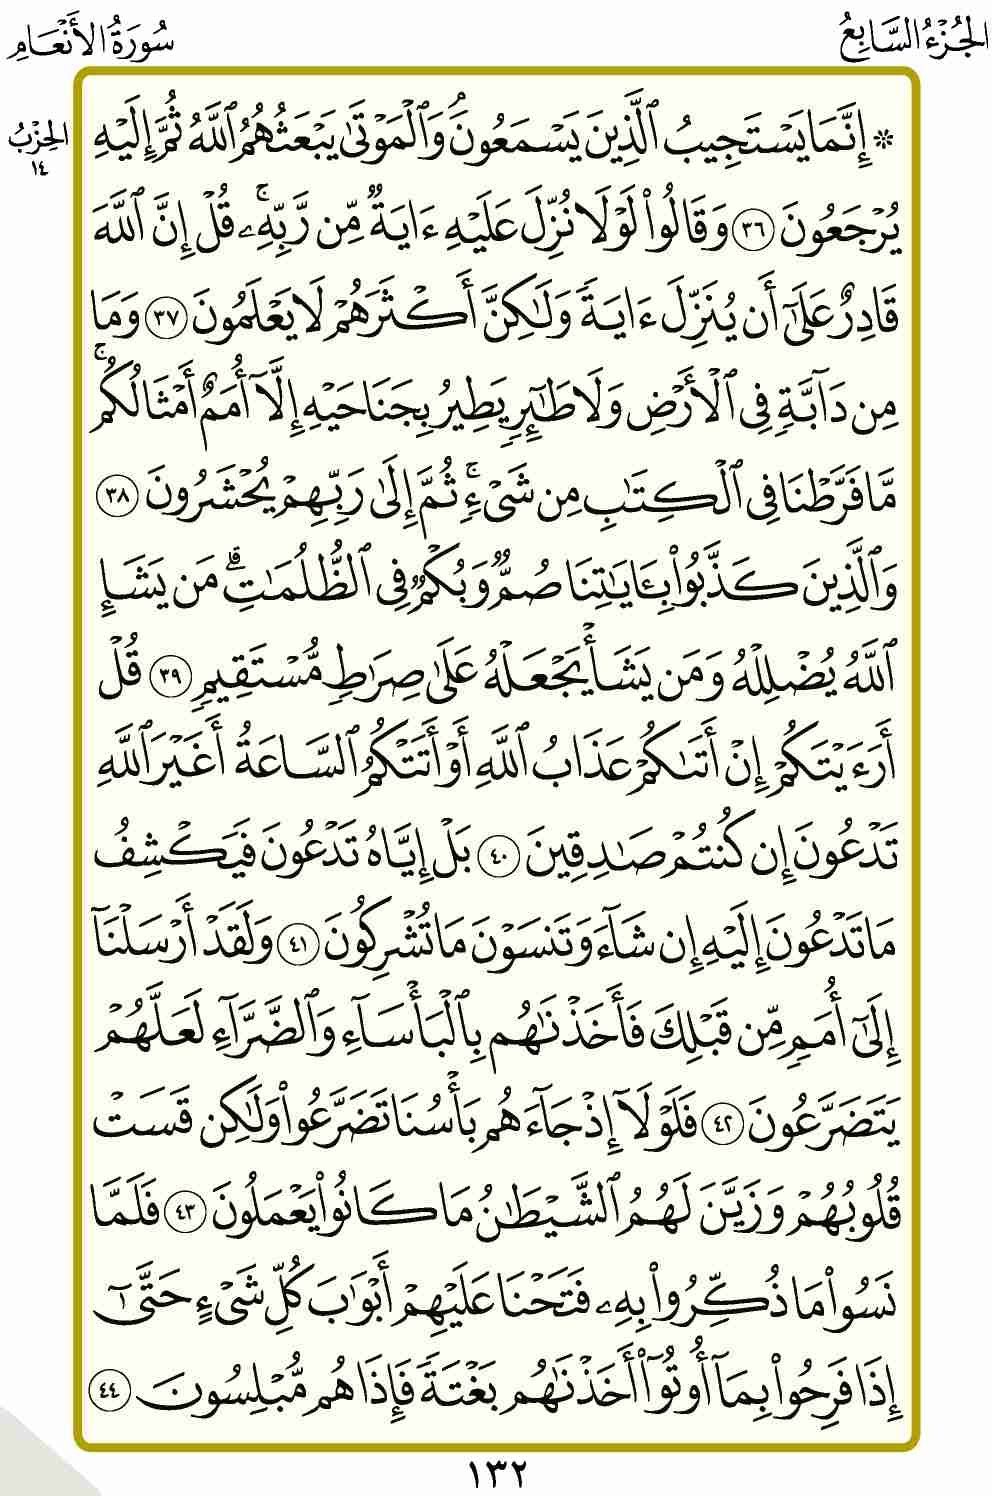 الجُزْءُ السَّابِعُ
سُورَةُ الأَنْعَامِ
الحِزْبُ
١٤
* إِنَّمَا يَسْتَجِيبُ ٱلَّذِينَ يَسْمَعُونَۘ وَٱلْمَوْتَىٰ يَبْعَثُهُمُ ٱللَّهُ ثُمَّ إِلَيْهِ
يُرْجَعُونَ ٣٦ وَقَالُوا۟ لَوْلَا نُزِّلَ عَلَيْهِ ءَايَةٌ مِّن رَّبِّهِۦۚ قُلْ إِنَّ ٱللَّهَ
قَادِرٌ عَلَىٰٓ أَن يُنَزِّلَ ءَايَةً وَلَٰكِنَّ أَكْثَرَهُمْ لَا يَعْلَمُونَ ٣٧ وَمَا
مِن دَآبَّةٍ فِى ٱلْأَرْضِ وَلَا طَٰٓئِرٍ يَطِيرُ بِجَنَاحَيْهِ إِلَّآ أُمَمٌ أَمْثَالُكُمۚ
مَّا فَرَّطْنَا فِى ٱلْكِتَٰبِ مِن شَىْءٍۚ ثُمَّ إِلَىٰ رَبِّهِمْ يُحْشَرُونَ ٣٨
وَٱلَّذِينَ كَذَّبُوا۟ بِـَٔايَٰتِنَا صُمٌّ وَبُكْمٌ فِى ٱلظُّلُمَٰتِۗ مَن يَشَإِ
ٱللَّهُ يُضْلِلْهُ وَمَن يَشَأْ يَجْعَلْهُ عَلَىٰ صِرَٰطٍ مُّسْتَقِيمٍ ٣٩ قُلْ
أَرَءَيْتَكُمْ إِنْ أَتَىٰكُمْ عَذَابُ ٱللَّهِ أَوْ أَتَتْكُمُ ٱلسَّاعَةُ أَغَيْرَ ٱللَّهِ
تَدْعُونَ إِن كُنتُمْ صَٰدِقِينَ ٤٠ بَلْ إِيَّاهُ تَدْعُونَ فَيَكْشِفُ
مَا تَدْعُونَ إِلَيْهِ إِن شَآءَ وَتَنسَوْنَ مَا تُشْرِكُونَ ٤١ وَلَقَدْ أَرْسَلْنَآ
إِلَىٰٓ أُمَمٍ مِّن قَبْلِكَ فَأَخَذْنَٰهُم بِٱلْبَأْسَآءِ وَٱلضَّرَّآءِ لَعَلَّهُمْ
يَتَضَرَّعُونَ ٤٢ فَلَوْلَآ إِذْ جَآءَهُم بَأْسُنَا تَضَرَّعُوا۟ وَلَٰكِن قَسَتْ
قُلُوبُهُمْ وَزَيَّنَ لَهُمُ ٱلشَّيْطَٰنُ مَا كَانُوا۟ يَعْمَلُونَ ٤٣ فَلَمَّا
نَسُوا۟ مَا ذُكِّرُوا۟ بِهِۦ فَتَحْنَا عَلَيْهِمْ أَبْوَٰبَ كُلِّ شَىْءٍ حَتَّىٰٓ
إِذَا فَرِحُوا۟ بِمَآ أُوتُوٓا۟ أَخَذْنَٰهُم بَغْتَةً فَإِذَا هُم مُّبْلِسُونَ ٤٤
١٣٢